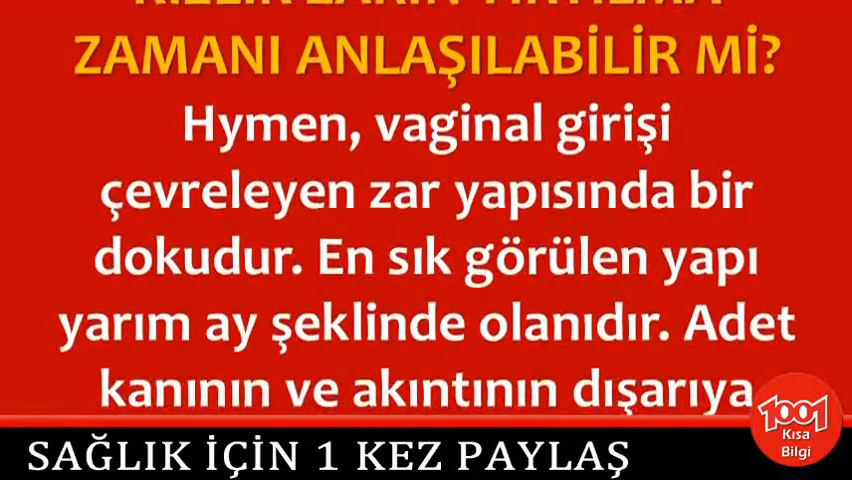 ZAMANI ANLAŞILABİLİR Mİ?
Hymen, vaginal girişi
çevreleyen zar yapısında bir
dokudur. En sık görülen yapı
yarım ay şeklinde olanıdır. Adet
kanının ve akıntının dışarıya
1001
Kısa
Bilgi
SAĞLIK İÇİN 1 KEZ PAYLAŞ